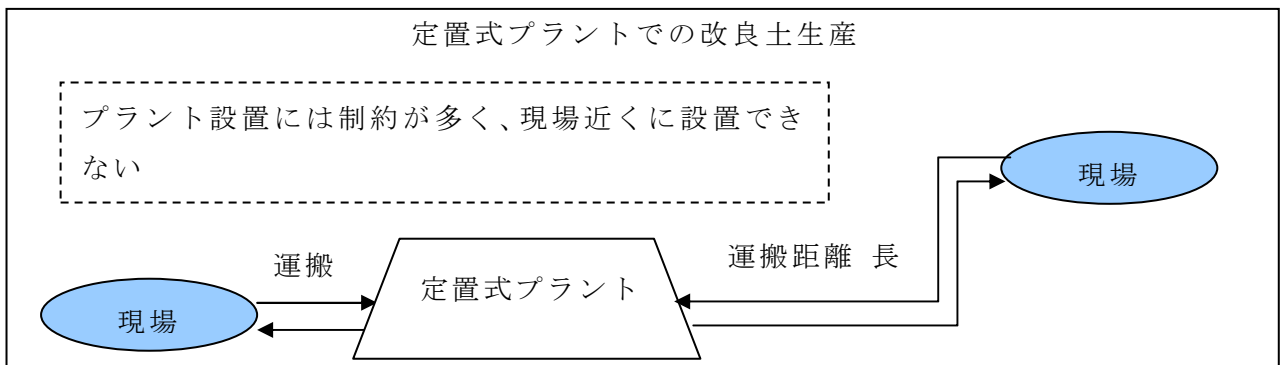 定置式プラントでの改良土生産
プラント設置には制約が多く、現場近くに設置でき
ない
現場
運搬距離 長
運搬
定置式プラント
現場